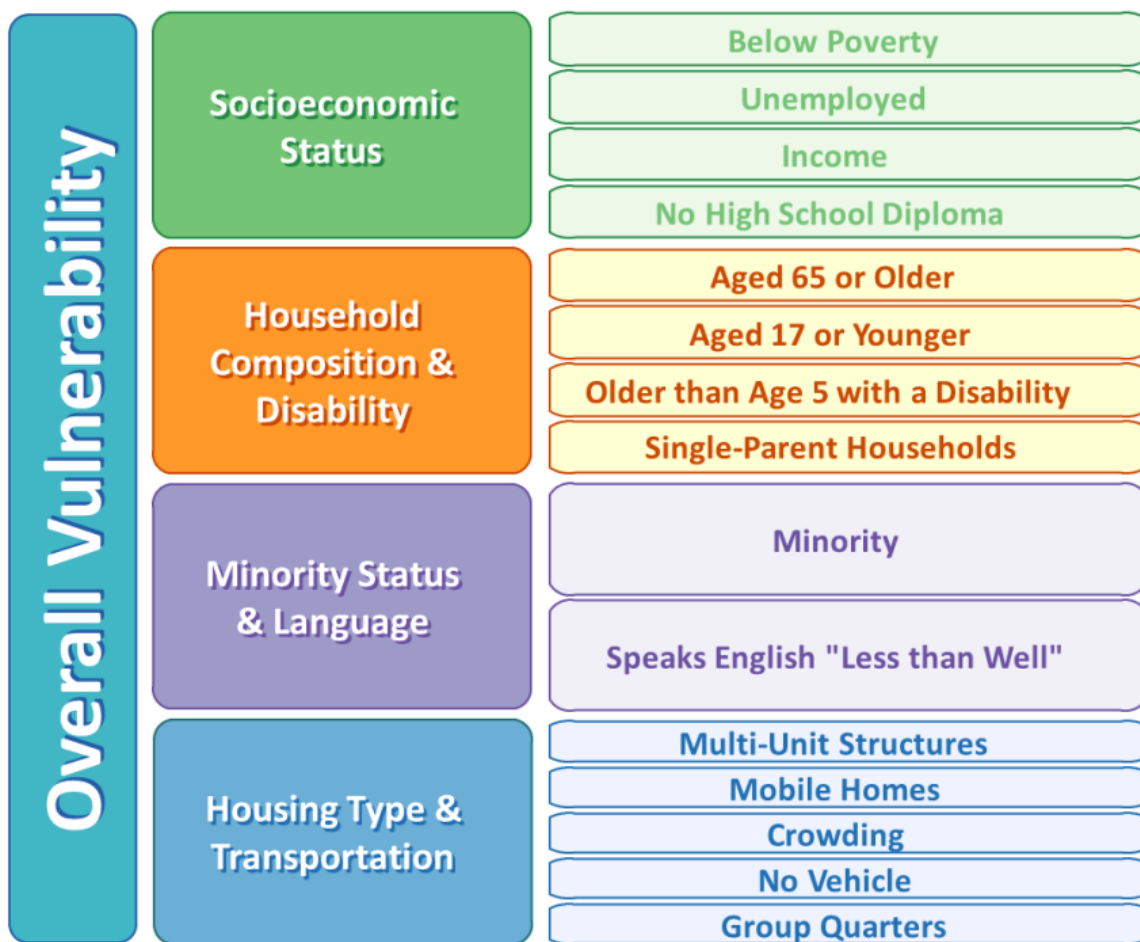 Overall Vulnerability
Socioeconomic
Status
Below Poverty
Unemployed
Income
No High School Diploma
Household
Composition &
Disability
Aged 65 or Older
Aged 17 or Younger
Older than Age 5 with a Disability
Single-Parent Households
Minority Status
& Language
Minority
Speaks English "Less than Well"
Housing Type &
Transportation
Multi-Unit Structures
Mobile Homes
Crowding
No Vehicle
Group Quarters